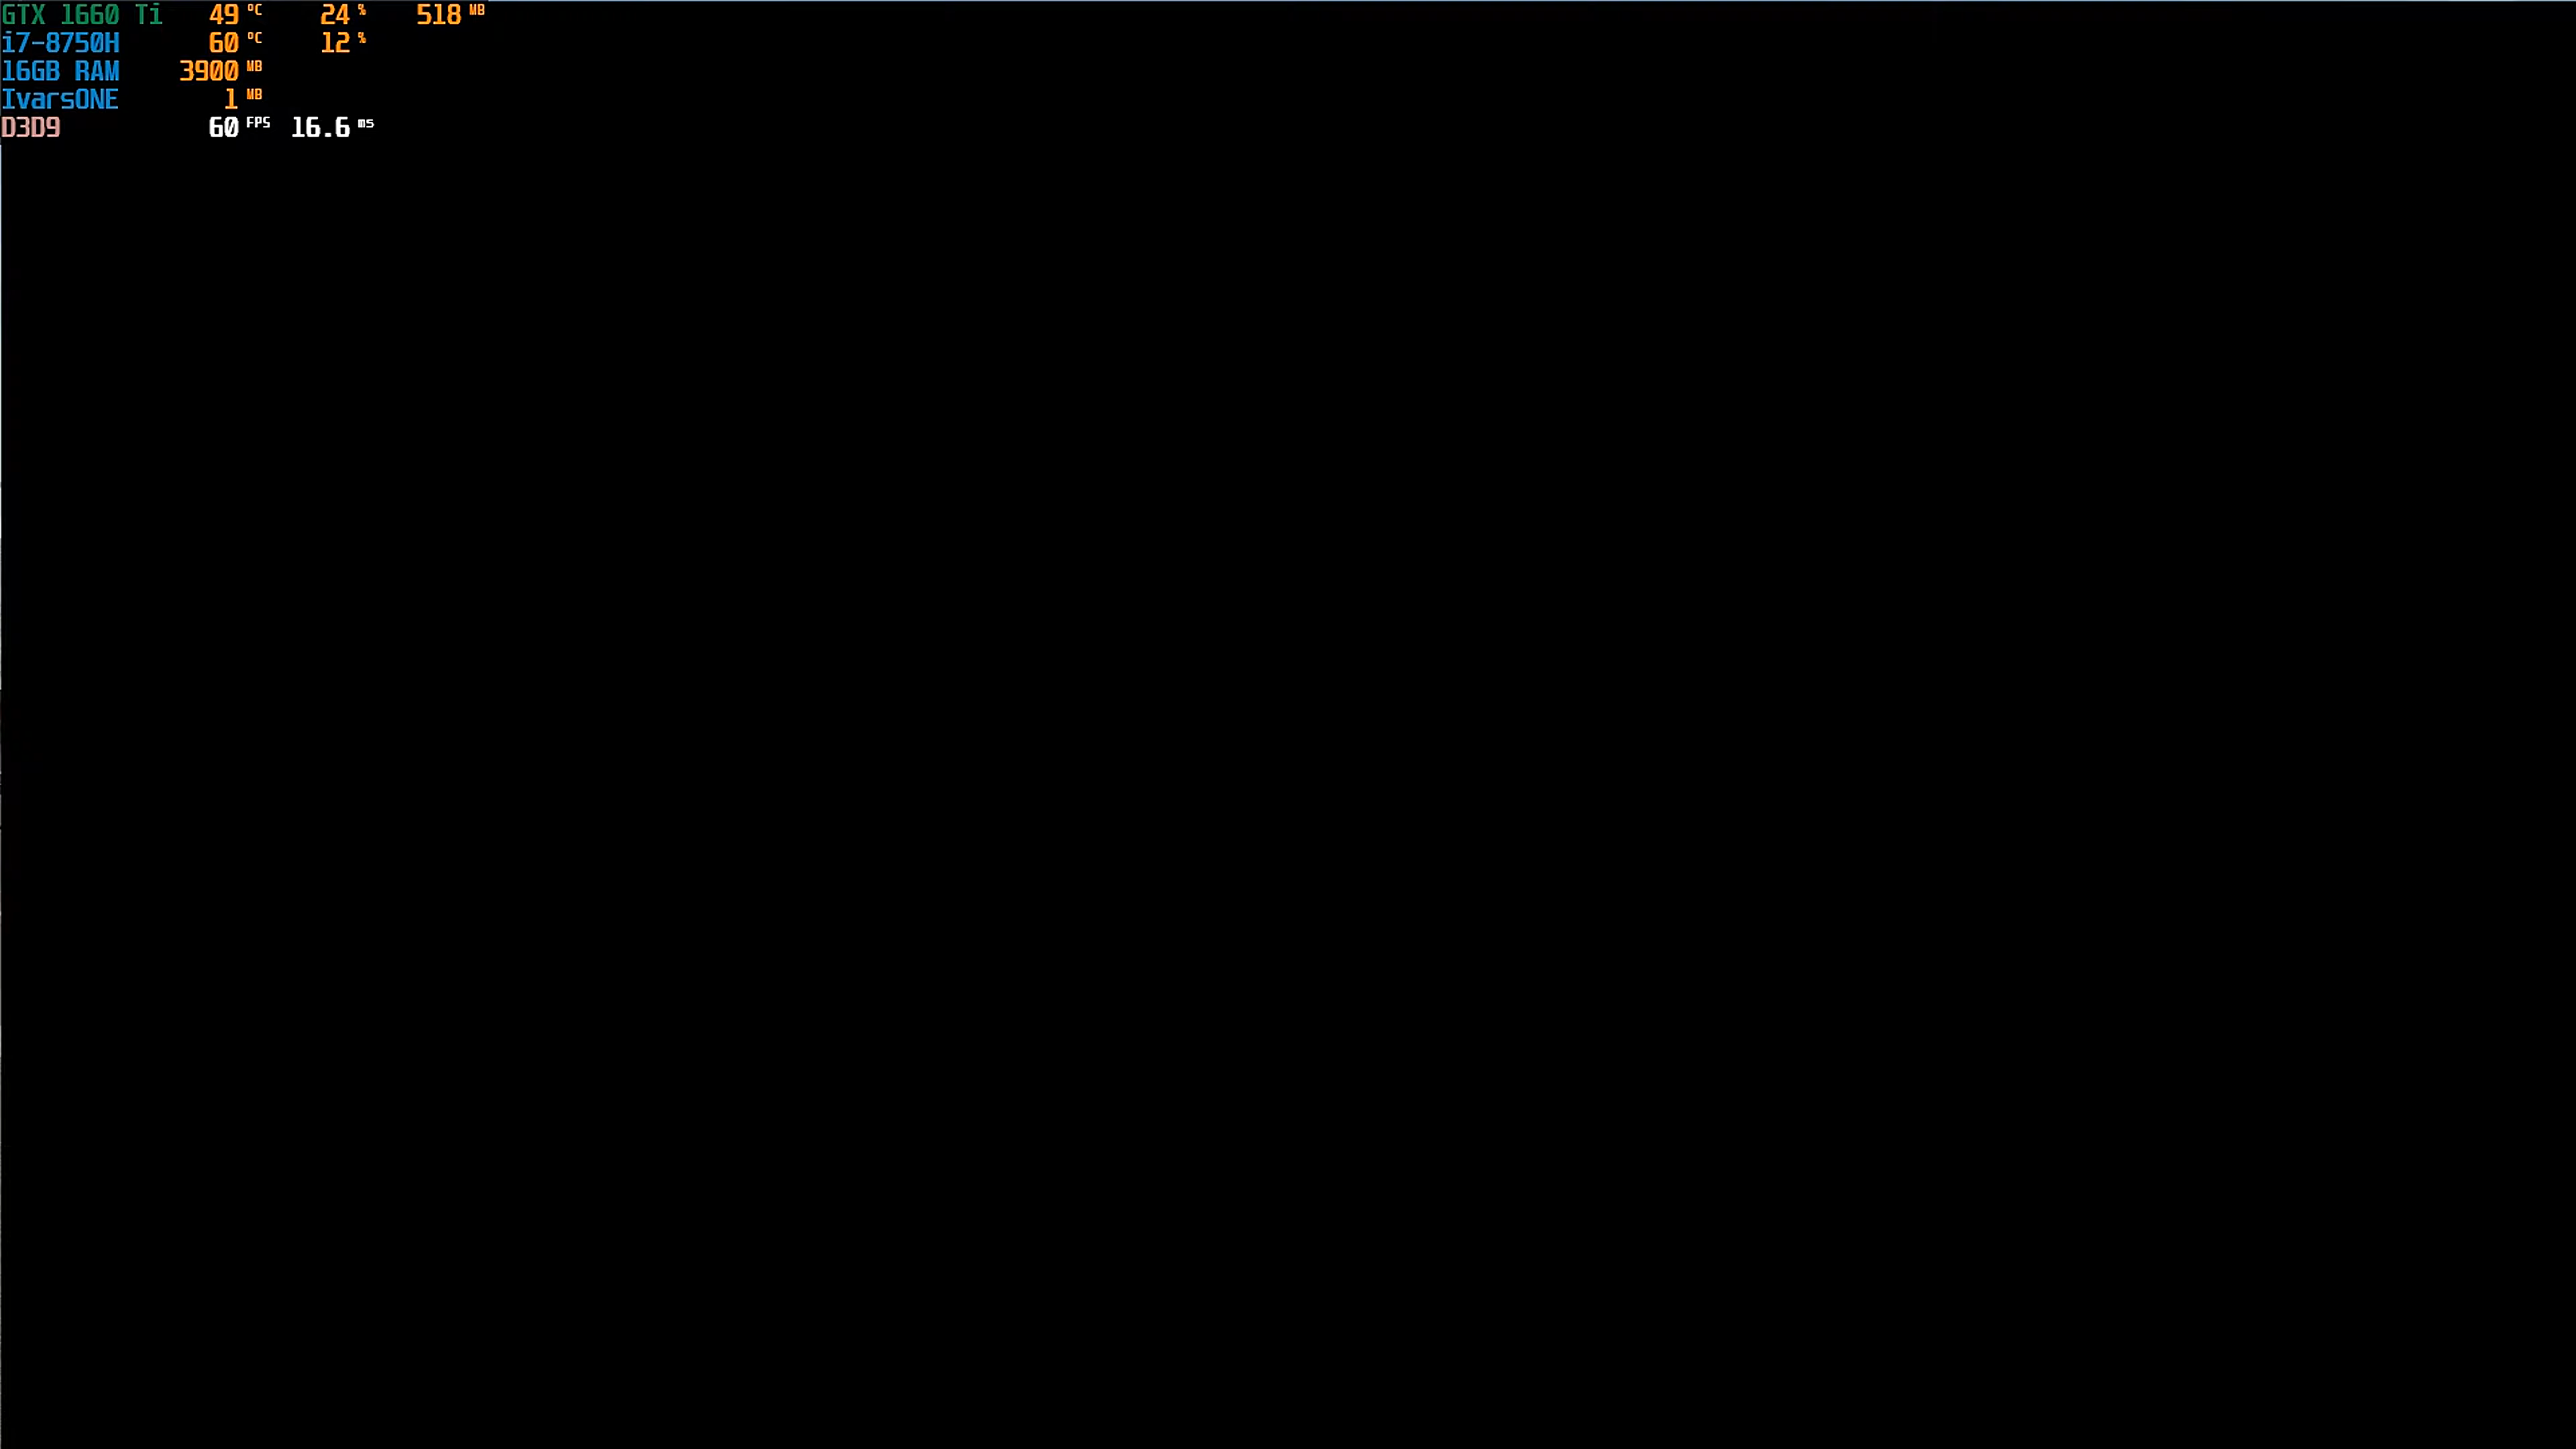 GTX 1660 Ti 49 °C 24 % 518 MB
i7-8750H 60 °C 12 %
16GB RAM 3900 MB
IvarsONE 1 MB
D3D9 60 FPS 16.6 ms